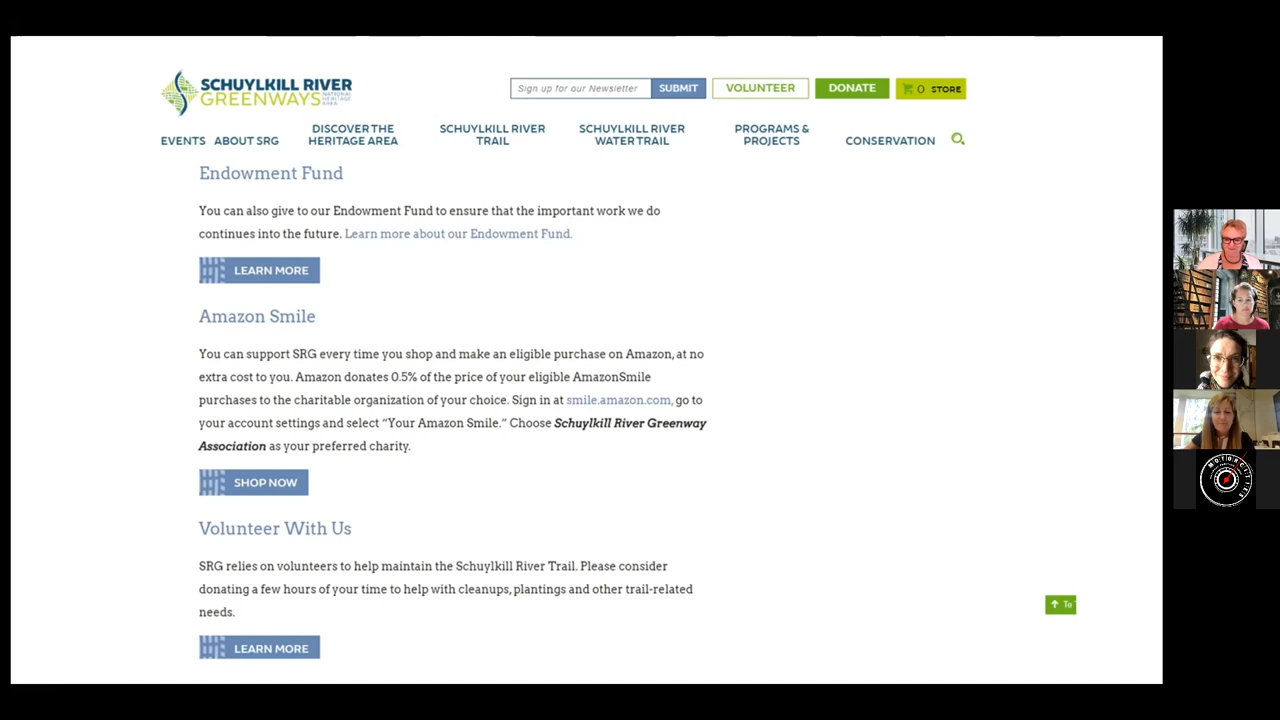 SCHUYLKILL RIVER
GREENWAYS NATIONAL HERITAGE AREA
Sign up for our Newsletter SUBMIT VOLUNTEER DONATE 0 STORE
EVENTS ABOUT SRG DISCOVER THE HERITAGE AREA SCHUYLKILL RIVER TRAIL SCHUYLKILL RIVER WATER TRAIL PROGRAMS & PROJECTS CONSERVATION
Endowment Fund
You can also give to our Endowment Fund to ensure that the important work we do
continues into the future. Learn more about our Endowment Fund.
LEARN MORE
Amazon Smile
You can support SRG every time you shop and make an eligible purchase on Amazon, at no
extra cost to you. Amazon donates 0.5% of the price of your eligible AmazonSmile
purchases to the charitable organization of your choice. Sign in at smile.amazon.com, go to
your account settings and select “Your Amazon Smile.” Choose Schuylkill River Greenway
Association as your preferred charity.
SHOP NOW
Volunteer With Us
SRG relies on volunteers to help maintain the Schuylkill River Trail. Please consider
donating a few hours of your time to help with cleanups, plantings and other trail-related
needs.
LEARN MORE
To
MOTORCITIES